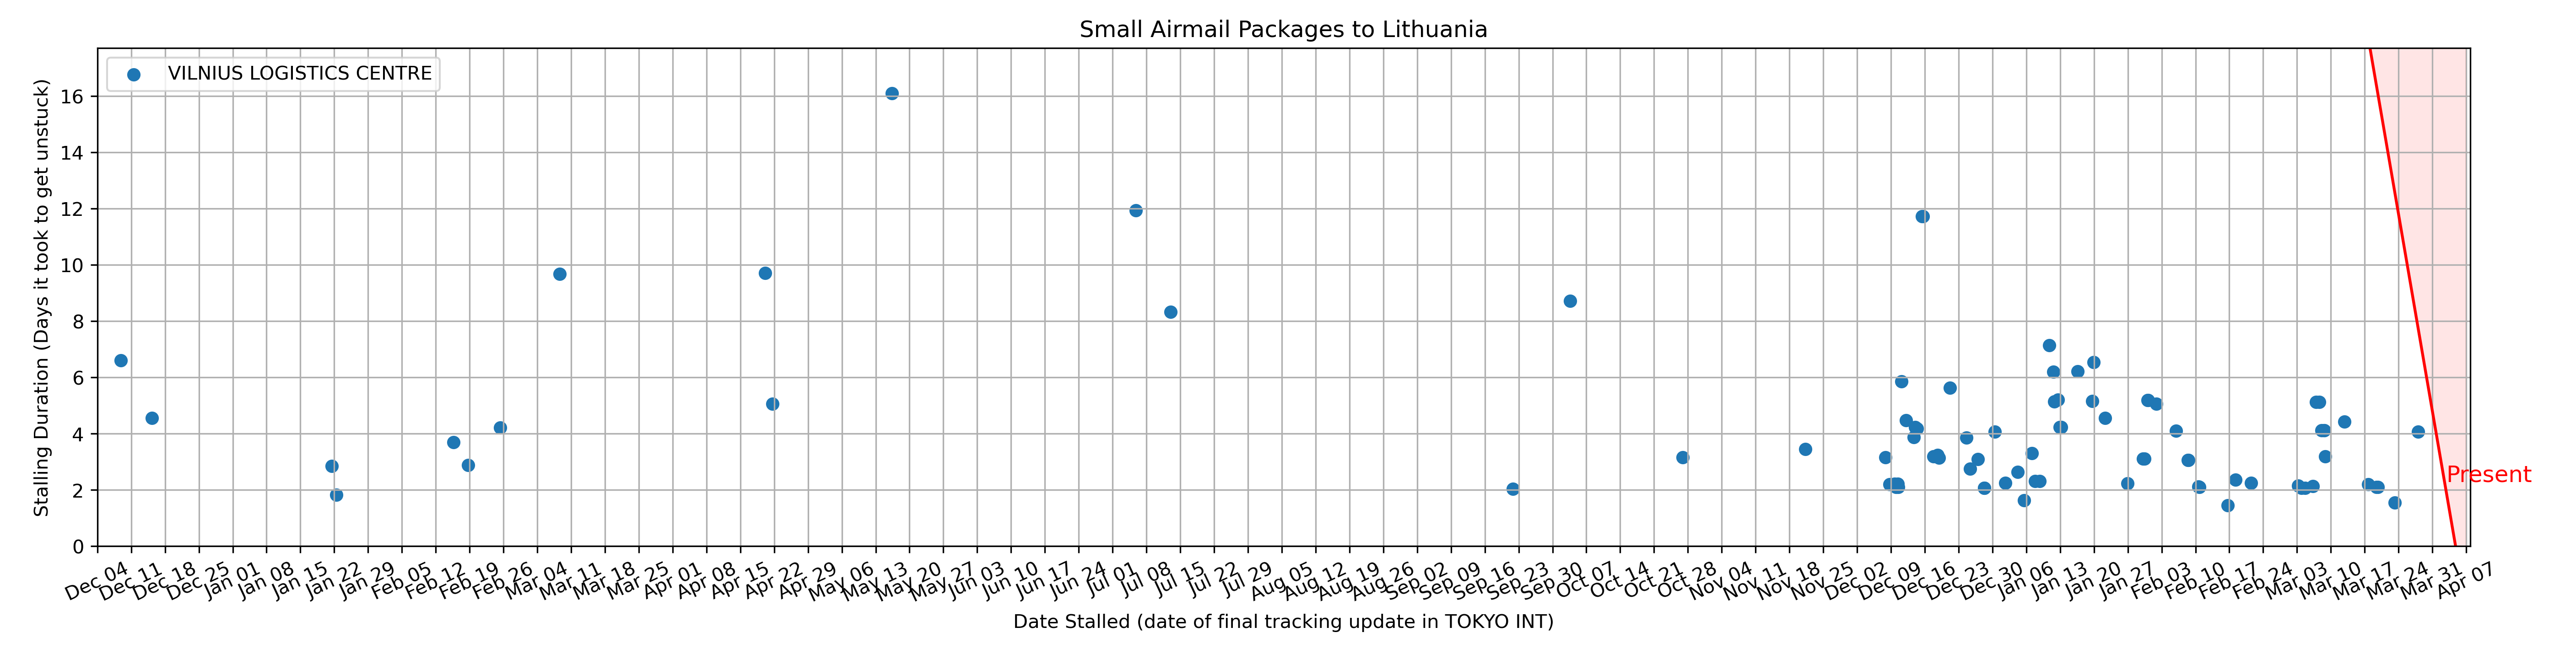 Small Airmail Packages to Lithuania
VILNIUS LOGISTICS CENTRE
Stalling Duration (Days it took to get unstuck)
16
14
12
10
8
6
4
2
0
Present
Dec 04 Dec 11 Dec 18 Dec 25 Jan 01 Jan 08 Jan 15 Jan 22 Jan 29 Feb 05 Feb 12 Feb 19 Feb 26 Mar 04 Mar 11 Mar 18 Mar 25 Apr 01 Apr 08 Apr 15 Apr 22 Apr 29 May 06 May 13 May 20 May 27 Jun 03 Jun 10 Jun 17 Jun 24 Jul 01 Jul 08 Jul 15 Jul 22 Jul 29 Aug 05 Aug 12 Aug 19 Aug 26 Sep 02 Sep 09 Sep 16 Sep 23 Sep 30 Oct 07 Oct 14 Oct 21 Oct 28 Nov 04 Nov 11 Nov 18 Nov 25 Dec 02 Dec 09 Dec 16 Dec 23 Dec 30 Jan 06 Jan 13 Jan 20 Jan 27 Feb 03 Feb 10 Feb 17 Feb 24 Mar 03 Mar 10 Mar 17 Mar 24 Mar 31 Apr 07
Date Stalled (date of final tracking update in TOKYO INT)